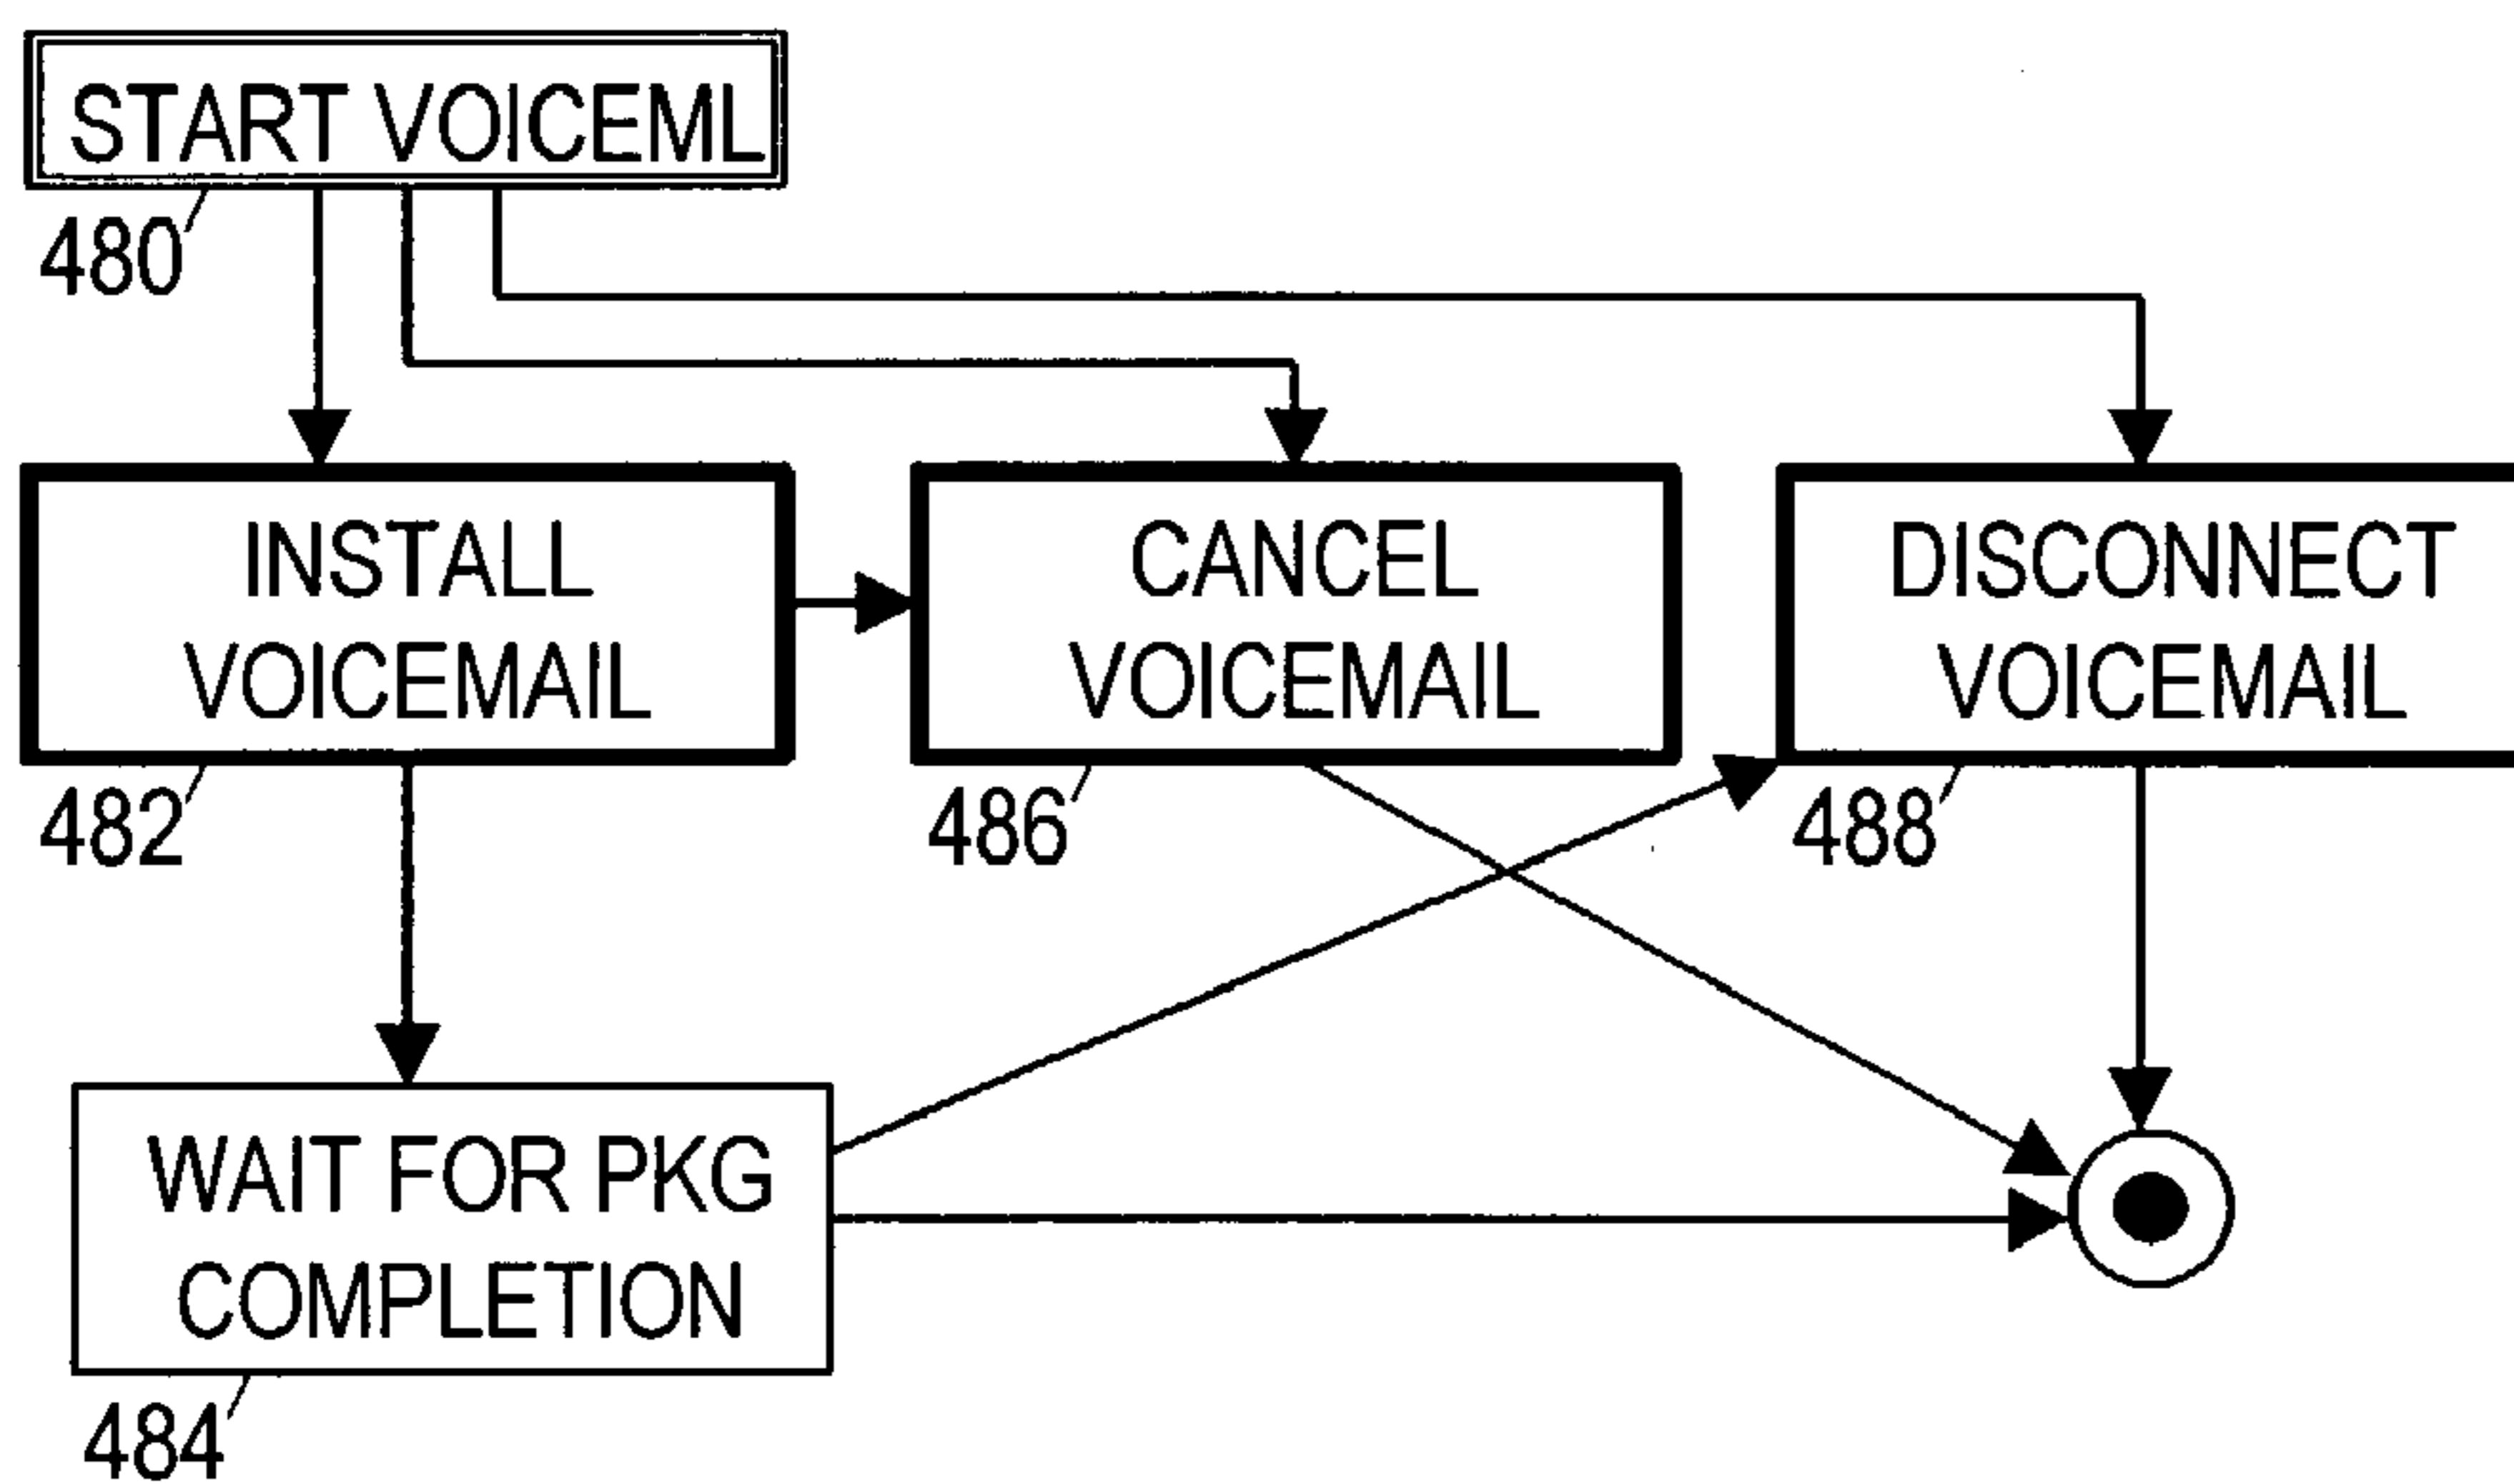 START VOICEML
480
INSTALL
VOICEMAIL
482
CANCEL
VOICEMAIL
486
DISCONNECT
VOICEMAIL
488
WAIT FOR PKG
COMPLETION
484